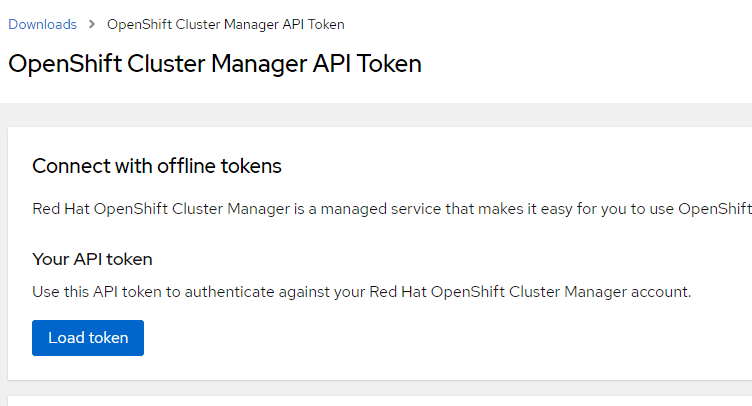 Downloads > OpenShift Cluster Manager API Token
OpenShift Cluster Manager API Token
Connect with offline tokens
Red Hat OpenShift Cluster Manager is a managed service that makes it easy for you to use OpenShift
Your API token
Use this API token to authenticate against your Red Hat OpenShift Cluster Manager account.
Load token